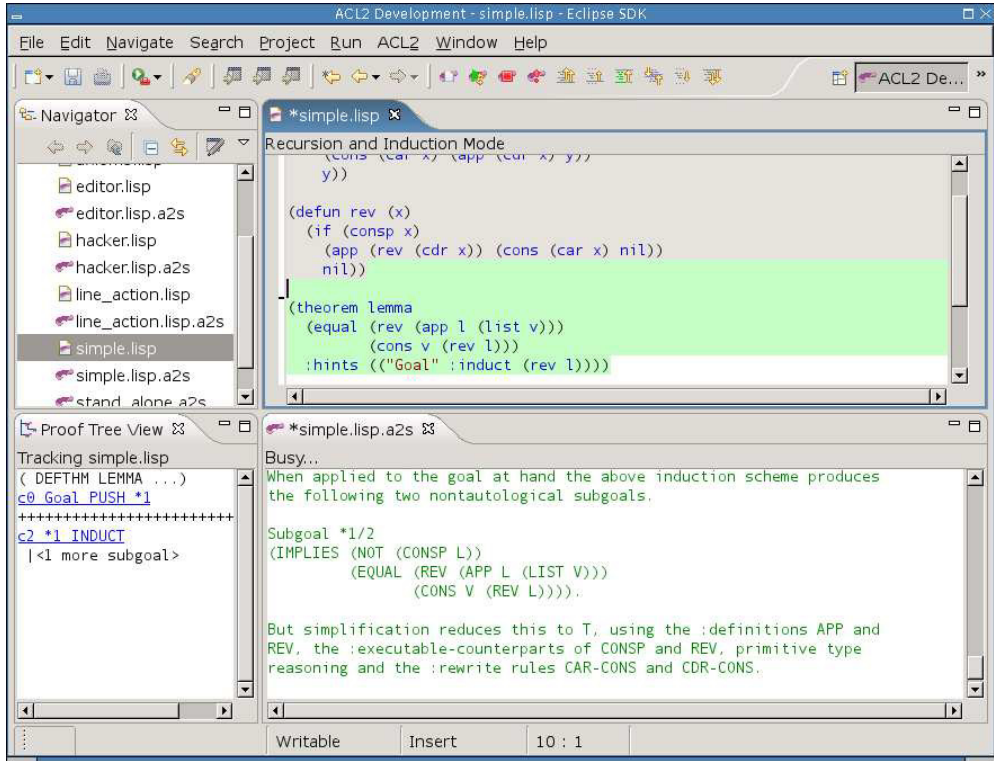 ACL2 Development - simple.lisp - Eclipse SDK
File Edit Navigate Search Project Run ACL2 Window Help
ACL2 De... »
Navigator
editor.lisp
editor.lisp.a2s
hacker.lisp
hacker.lisp.a2s
line_action.lisp
line_action.lisp.a2s
simple.lisp
simple.lisp.a2s
stand_alone.a2s
*simple.lisp
Recursion and Induction Mode
(cons (car x) (app (cdr x) y))
y))
(defun rev (x)
(if (consp x)
(app (rev (cdr x)) (cons (car x) nil))
nil))
(theorem lemma
(equal (rev (app l (list v)))
(cons v (rev l)))
:hints (("Goal" :induct (rev l))))
Proof Tree View
Tracking simple.lisp
( DEFTHM LEMMA ...)
c0 Goal PUSH *1
++++++++++++++++++++++++
c2 *1 INDUCT
|<1 more subgoal>
*simple.lisp.a2s
Busy...
When applied to the goal at hand the above induction scheme produces
the following two nontautological subgoals.
Subgoal *1/2
(IMPLIES (NOT (CONSP L))
(EQUAL (REV (APP L (LIST V)))
(CONS V (REV L)))).
But simplification reduces this to T, using the :definitions APP and
REV, the :executable-counterparts of CONSP and REV, primitive type
reasoning and the :rewrite rules CAR-CONS and CDR-CONS.
Writable Insert 10 : 1